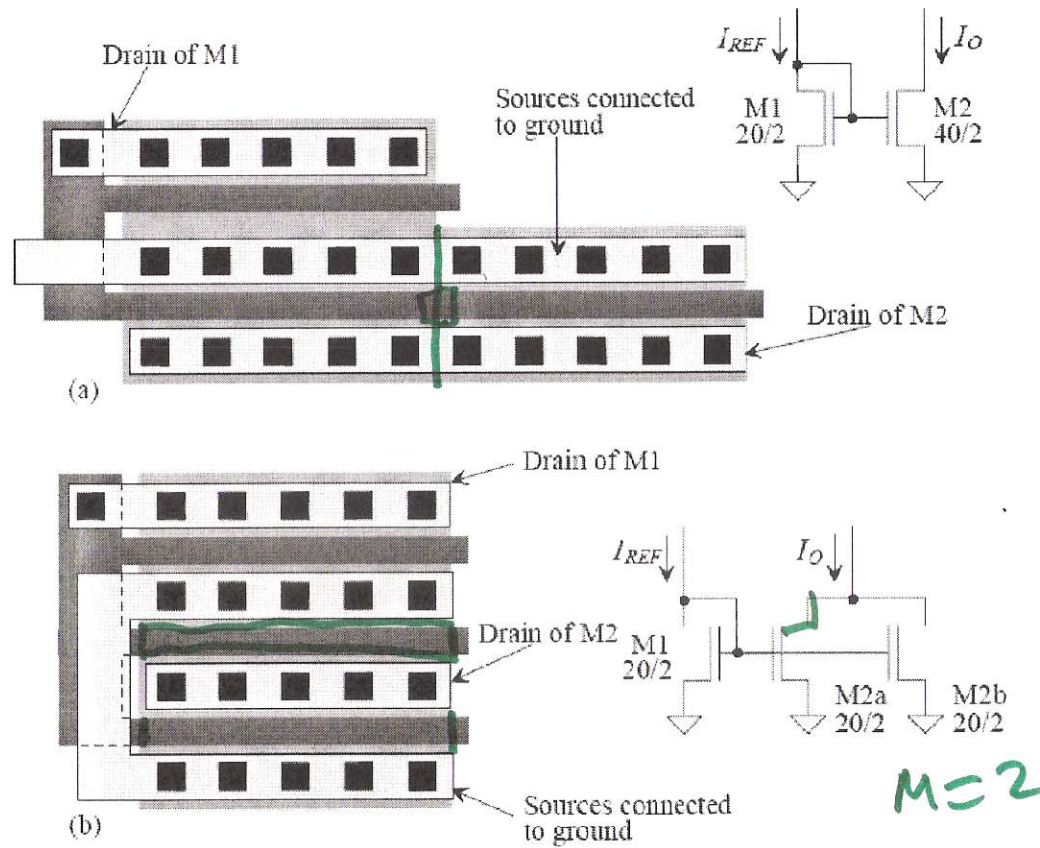 Drain of M1
I_REF
I_O
Sources connected
to ground
M1
20/2
M2
40/2
Drain of M2
(a)
Drain of M1
I_REF
I_O
Drain of M2
M1
20/2
M2a
20/2
M2b
20/2
M=2
Sources connected
to ground
(b)